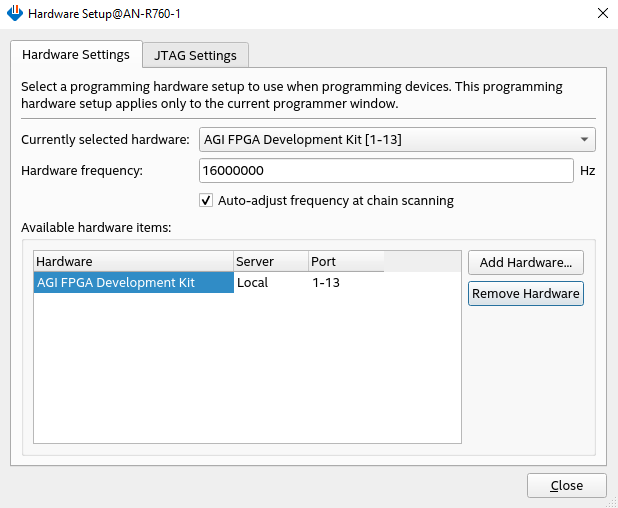 Hardware Setup@AN-R760-1
Hardware Settings
JTAG Settings
Select a programming hardware setup to use when programming devices. This programming
hardware setup applies only to the current programmer window.
Currently selected hardware:
AGI FPGA Development Kit [1-13]
Hardware frequency:
16000000
Hz
Auto-adjust frequency at chain scanning
Available hardware items:
Hardware
Server
Port
AGI FPGA Development Kit
Local
1-13
Add Hardware...
Remove Hardware
Close